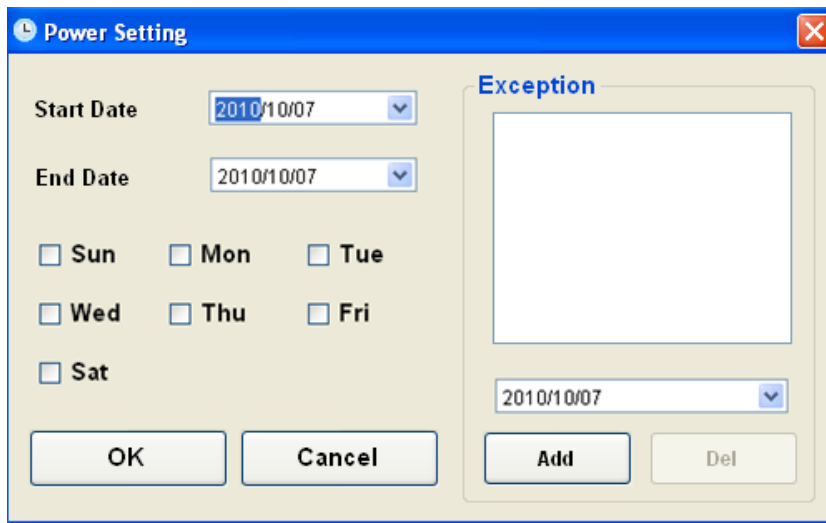 Power Setting
Start Date 2010/10/07
End Date 2010/10/07
Sun Mon Tue
Wed Thu Fri
Sat
OK Cancel
Exception
2010/10/07
Add Del